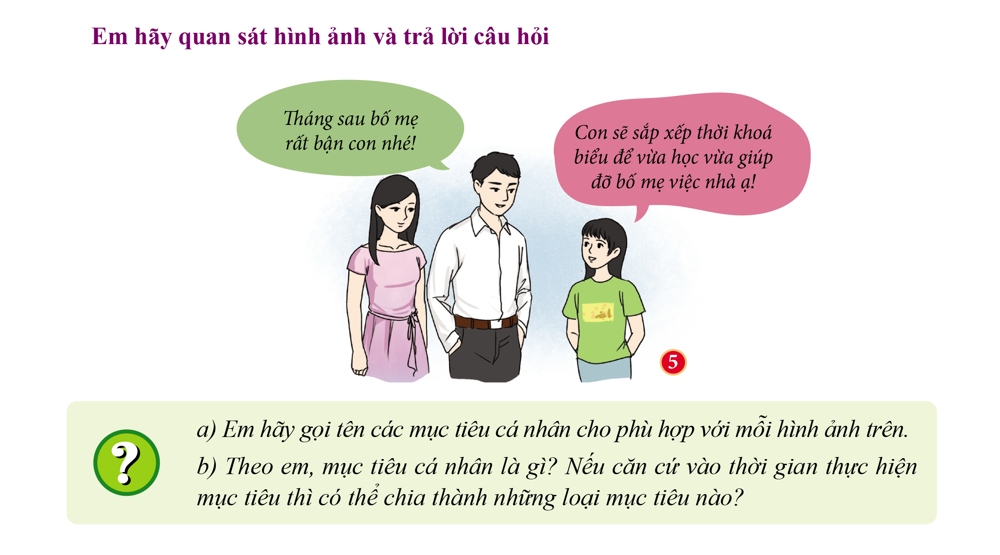 Em hãy quan sát hình ảnh và trả lời câu hỏi
Tháng sau bố mẹ
rất bận con nhé!
Con sẽ sắp xếp thời khoá
biểu để vừa học vừa giúp
đỡ bố mẹ việc nhà ạ!
5
?
a) Em hãy gọi tên các mục tiêu cá nhân cho phù hợp với mỗi hình ảnh trên.
b) Theo em, mục tiêu cá nhân là gì? Nếu căn cứ vào thời gian thực hiện
mục tiêu thì có thể chia thành những loại mục tiêu nào?